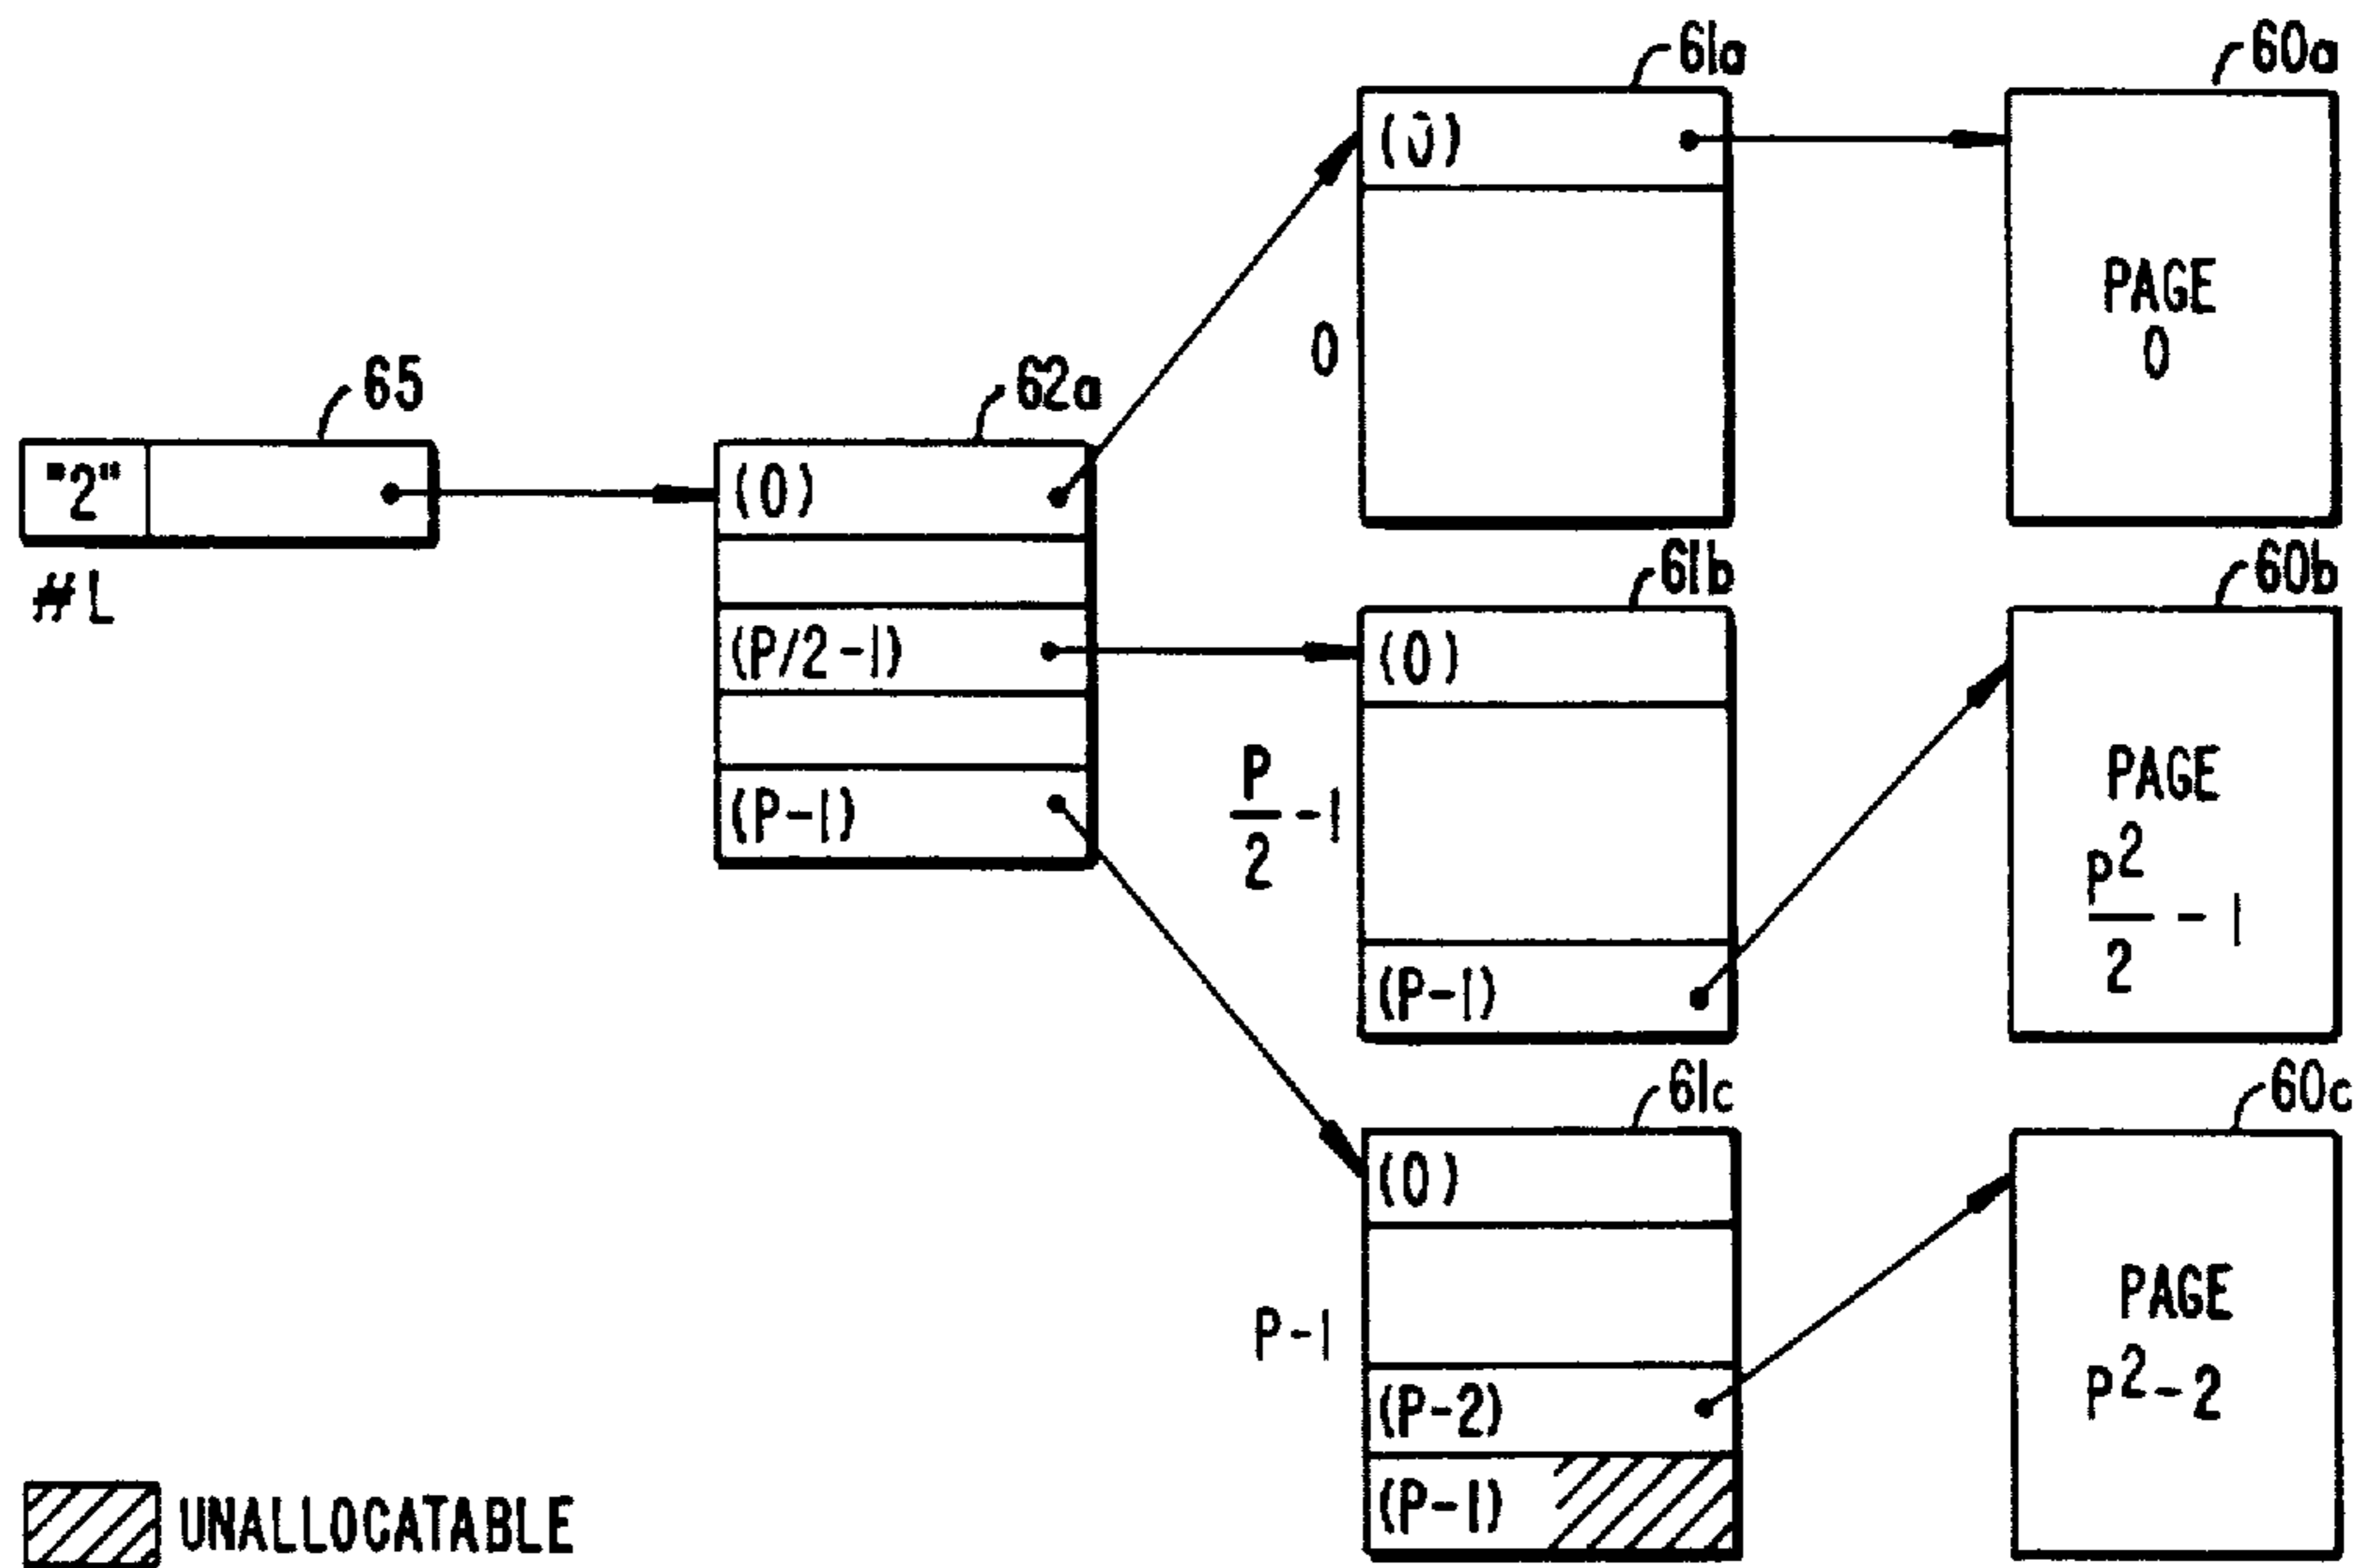 65
"2"
#L
62a
(0)
(P/2-1)
(P-1)
61a
(0)
0
60a
PAGE
0
61b
(0)
P
2
-1
(P-1)
60b
PAGE
P²
2
- 1
61c
(0)
P-1
(P-2)
(P-1)
60c
PAGE
P²-2
UNALLOCATABLE